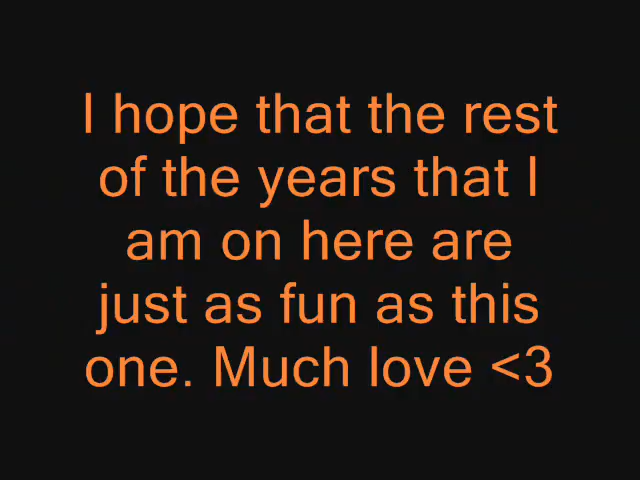 I hope that the rest
of the years that I
am on here are
just as fun as this
one. Much love <3